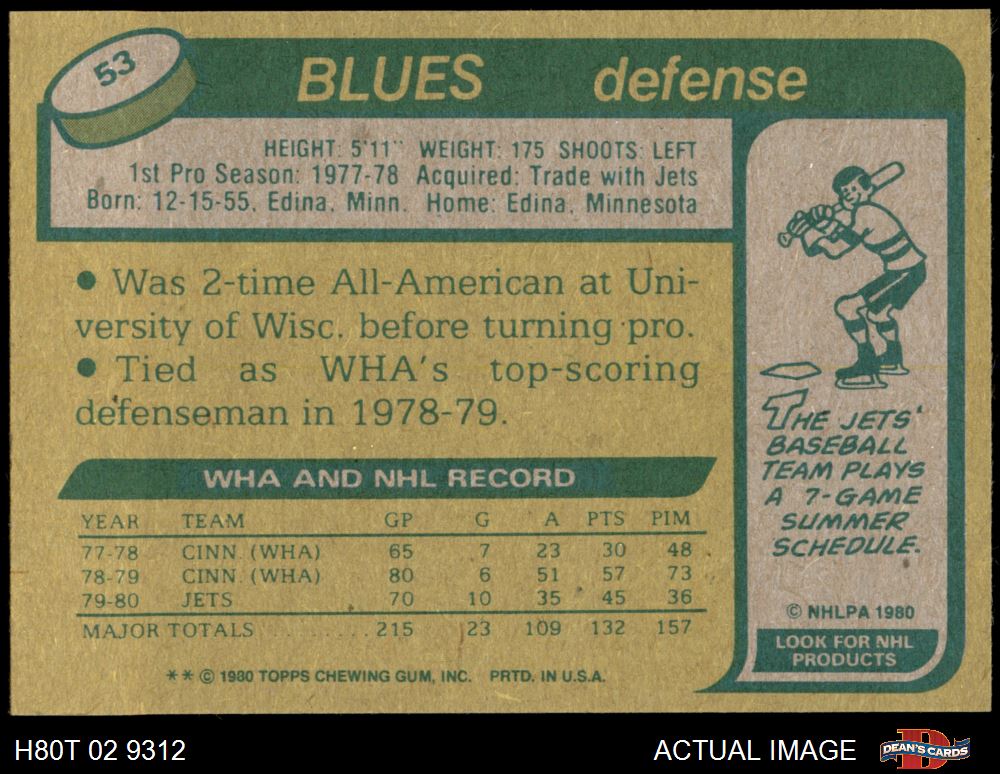 53
BLUES defense
HEIGHT: 5'11" WEIGHT: 175 SHOOTS: LEFT
1st Pro Season: 1977-78 Acquired: Trade with Jets
Born: 12-15-55, Edina, Minn. Home: Edina, Minnesota
• Was 2-time All-American at Uni-
versity of Wisc. before turning pro.
• Tied as WHA's top-scoring
defenseman in 1978-79.
WHA AND NHL RECORD
YEAR TEAM GP G A PTS PIM
77-78 CINN. (WHA) 65 7 23 30 48
78-79 CINN. (WHA) 80 6 51 57 73
79-80 JETS 70 10 35 45 36
MAJOR TOTALS .......... 215 23 109 132 157
** © 1980 TOPPS CHEWING GUM, INC. PRTD. IN U.S.A.
THE JETS'
BASEBALL
TEAM PLAYS
A 7-GAME
SUMMER
SCHEDULE.
© NHLPA 1980
LOOK FOR NHL
PRODUCTS
H80T 02 9312
ACTUAL IMAGE
DEAN'S CARDS